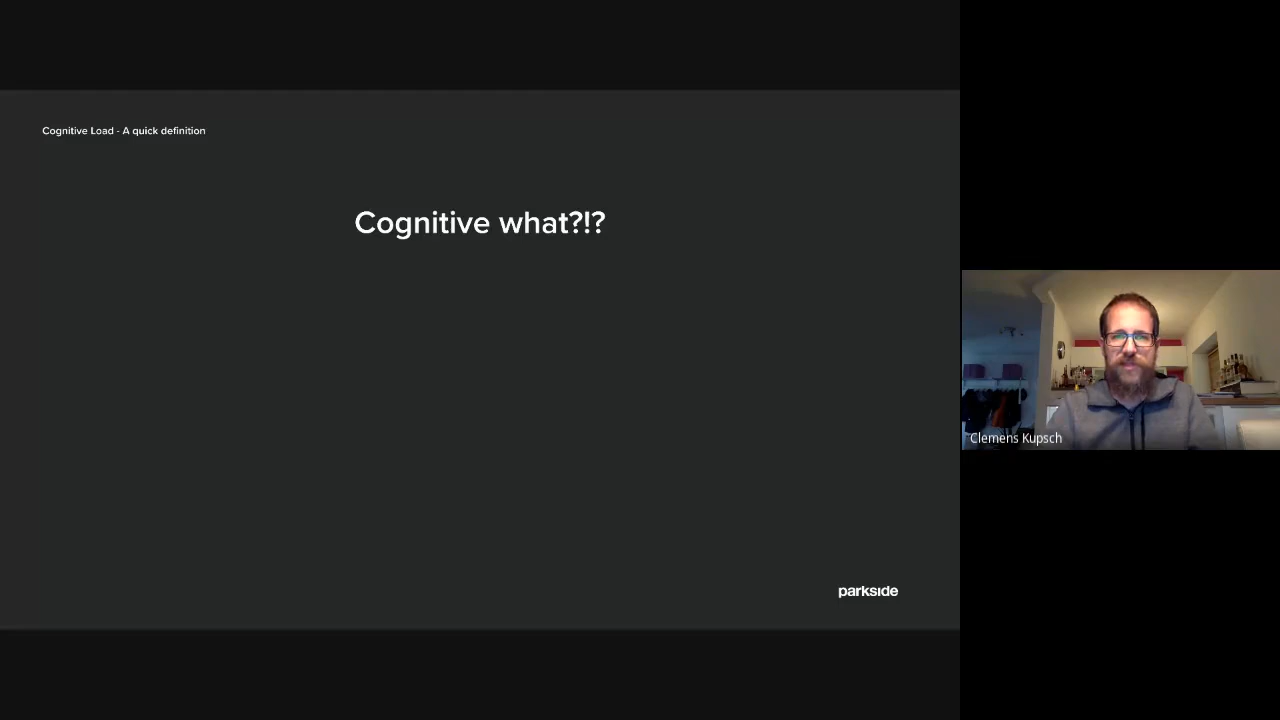 Cognitive Load - A quick definition
Cognitive what?!?
parkside
Clemens Kupsch